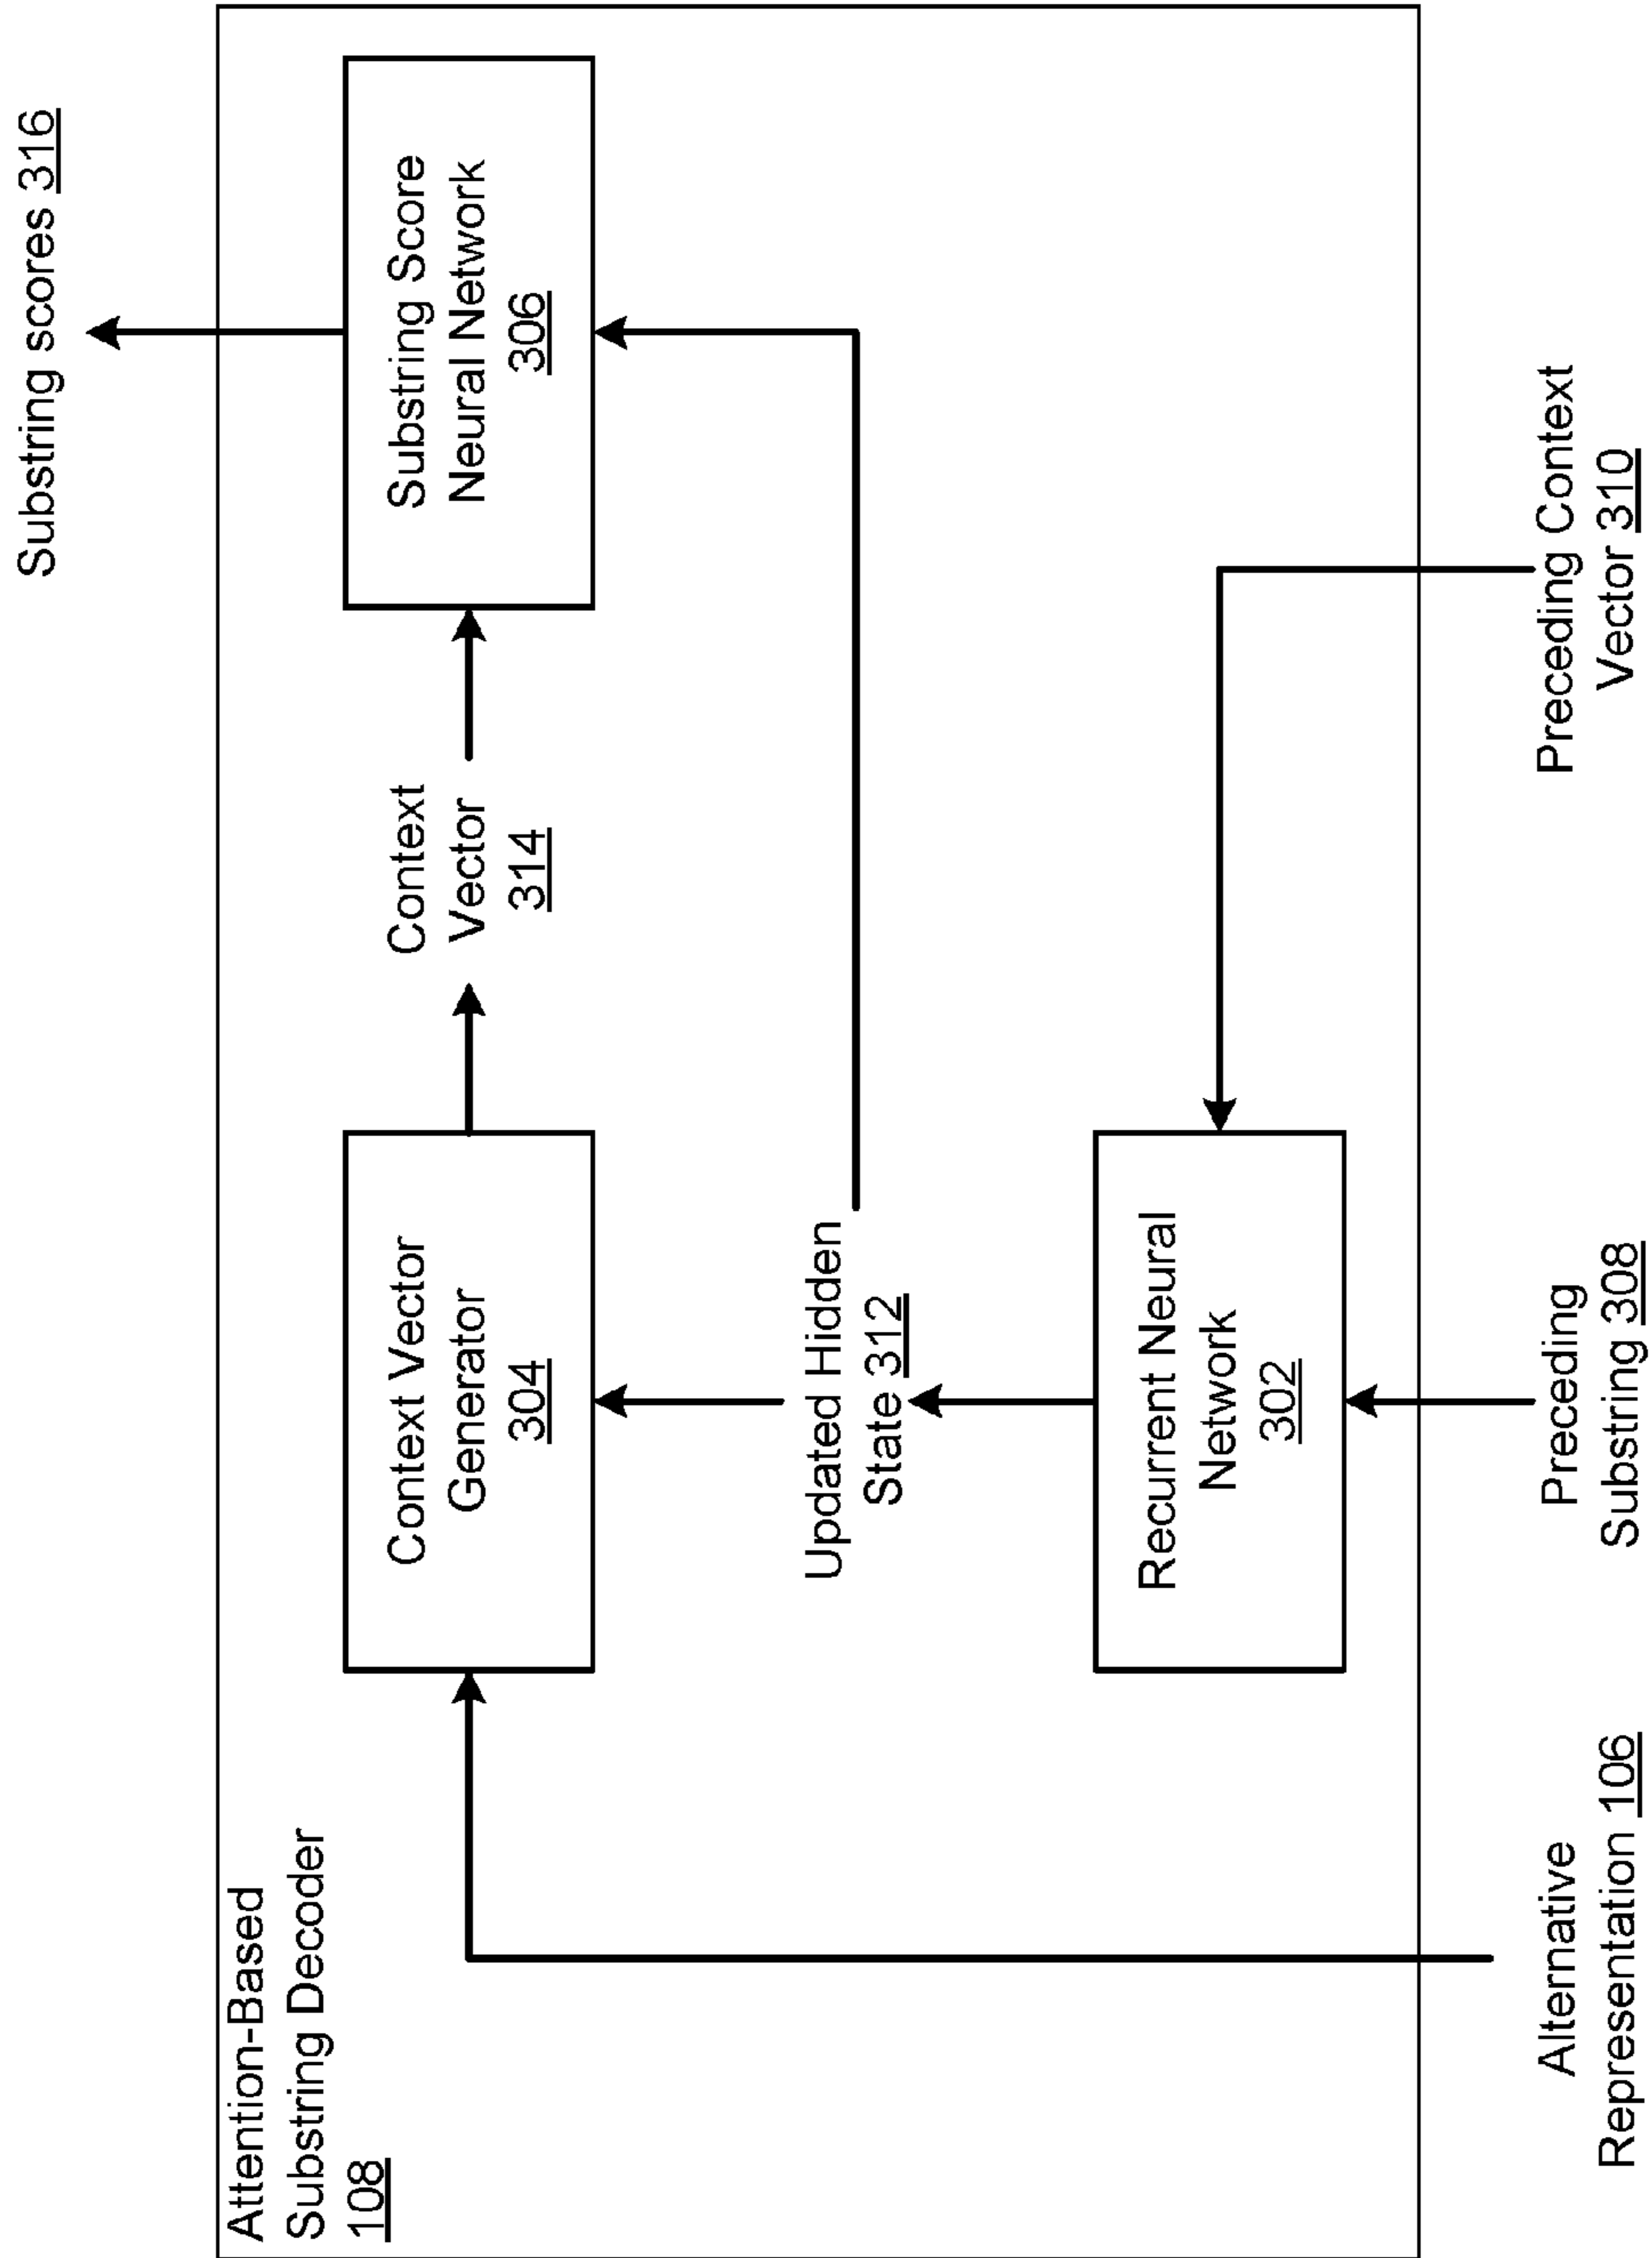 Attention-Based
Substring Decoder
108
Substring scores 316
Context Vector
Generator
304
Context
Vector
314
Substring Score
Neural Network
306
Updated Hidden
State 312
Recurrent Neural
Network
302
Alternative
Representation 106
Preceding
Substring 308
Preceding Context
Vector 310